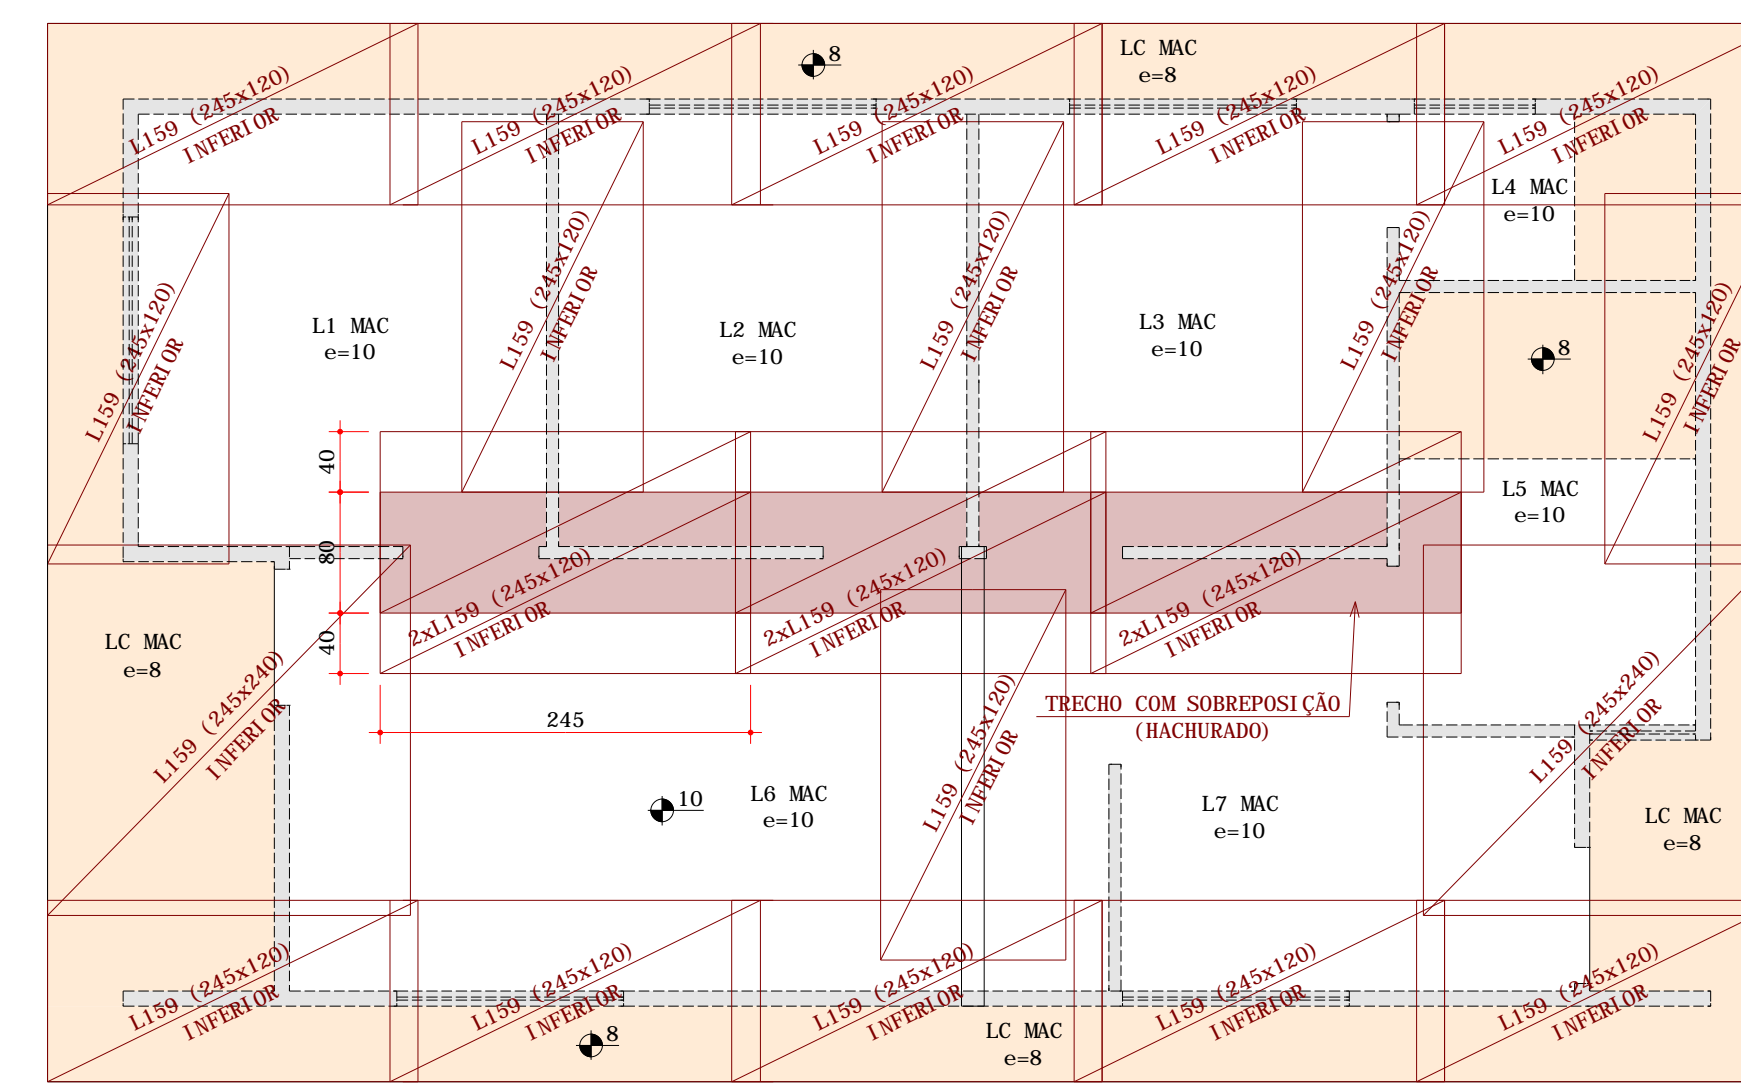 8
LC MAC
e=8
L159 (245x120)
INFERIOR
L159 (245x120)
INFERIOR
L159 (245x120)
INFERIOR
L159 (245x120)
INFERIOR
L159 (245x120)
INFERIOR
L4 MAC
e=10
L159 (245x120)
INFERIOR
L1 MAC
e=10
L159 (245x120)
INFERIOR
L2 MAC
e=10
L159 (245x120)
INFERIOR
L3 MAC
e=10
L159 (245x120)
INFERIOR
8
L159 (245x120)
INFERIOR
40
80
40
L5 MAC
e=10
2xL159 (245x120)
INFERIOR
2xL159 (245x120)
INFERIOR
2xL159 (245x120)
INFERIOR
LC MAC
e=8
L159 (245x240)
INFERIOR
245
L159 (245x120)
INFERIOR
TRECHO COM SOBREPOSIÇÃO
(HACHURADO)
L159 (245x240)
INFERIOR
10
L6 MAC
e=10
L7 MAC
e=10
LC MAC
e=8
L159 (245x120)
INFERIOR
L159 (245x120)
INFERIOR
L159 (245x120)
INFERIOR
L159 (245x120)
INFERIOR
L159 (245x120)
INFERIOR
8
LC MAC
e=8